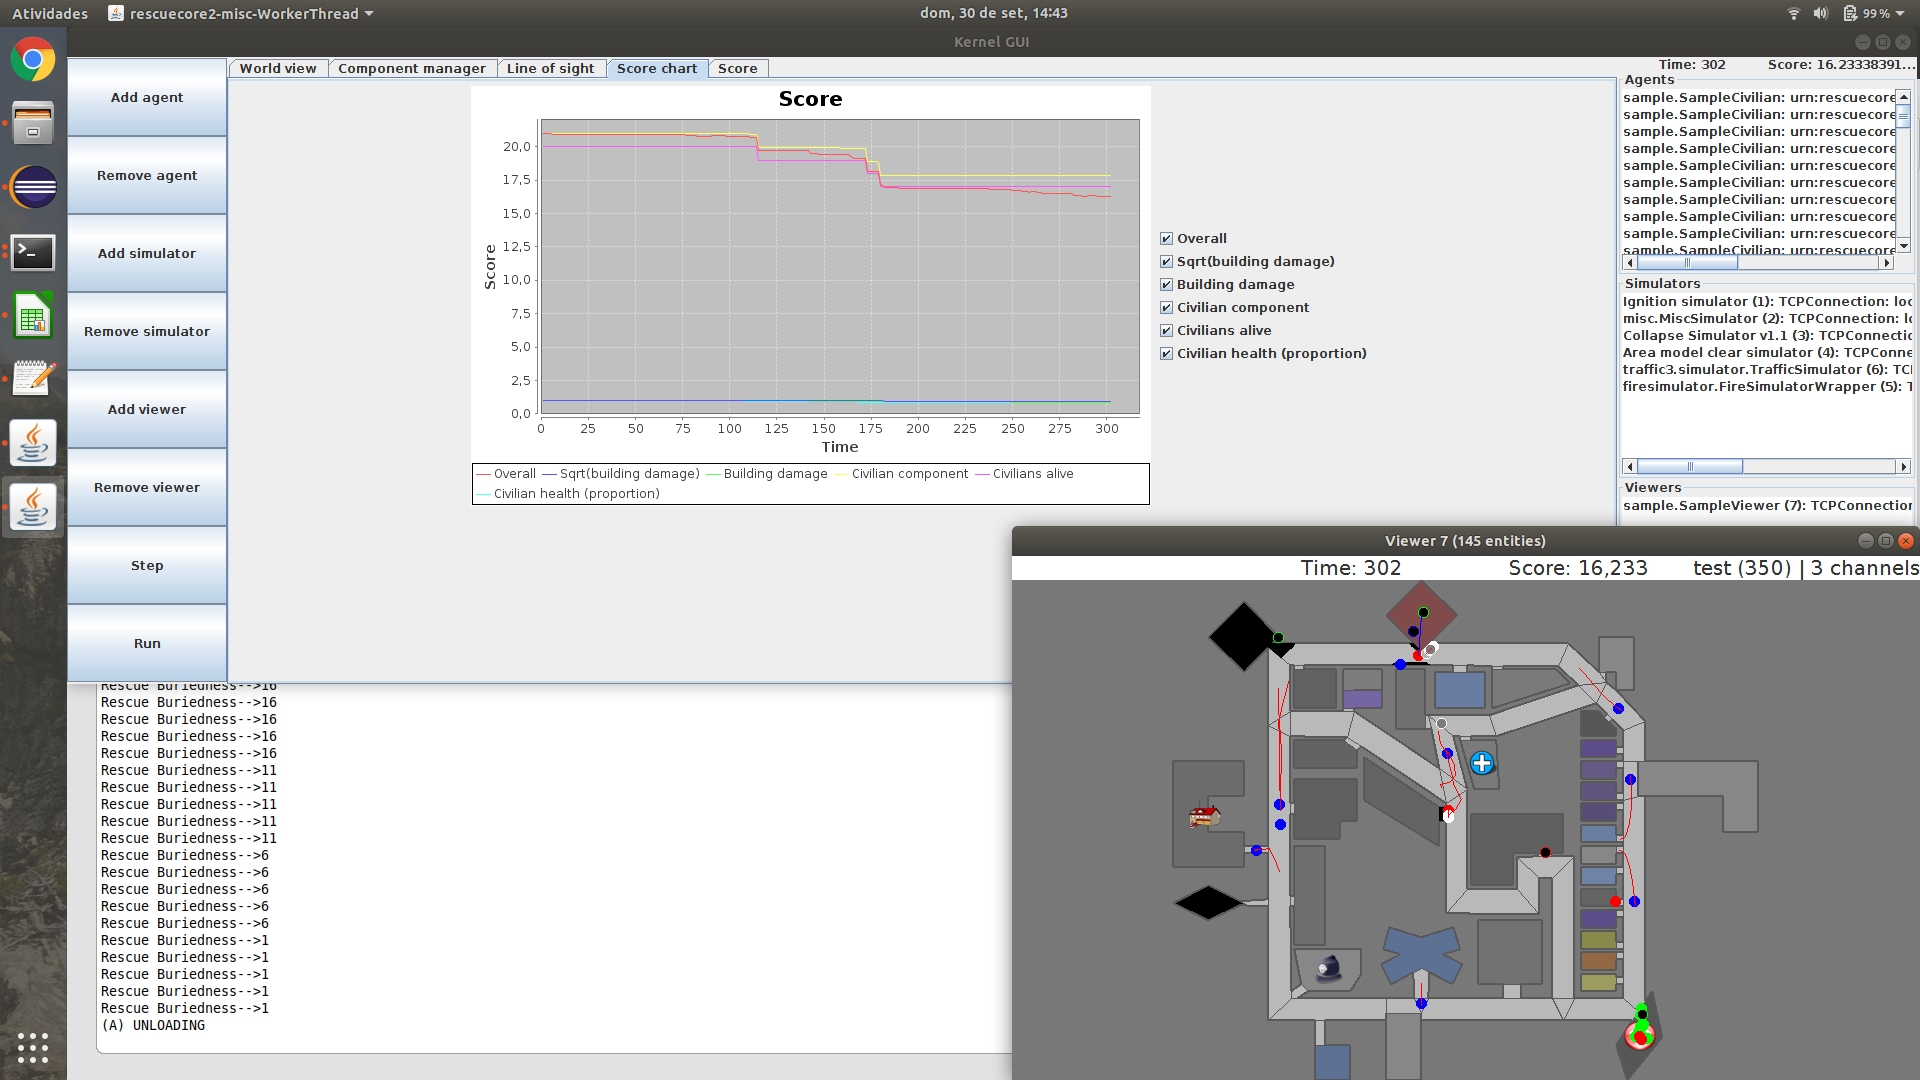 Atividades
rescuecore2-misc-WorkerThread
dom, 30 de set, 14:43
99 %
Kernel GUI
Add agent
Remove agent
Add simulator
Remove simulator
Add viewer
Remove viewer
Step
Run
World view
Component manager
Line of sight
Score chart
Score
Time: 302
Score: 16.23338391...
Score
Score
20,0
17,5
15,0
12,5
10,0
7,5
5,0
2,5
0,0
0 25 50 75 100 125 150 175 200 225 250 275 300
Time
Overall Sqrt(building damage) Building damage Civilian component Civilians alive
Civilian health (proportion)
Overall
Sqrt(building damage)
Building damage
Civilian component
Civilians alive
Civilian health (proportion)
Agents
sample.SampleCivilian: urn:rescuecore
sample.SampleCivilian: urn:rescuecore
sample.SampleCivilian: urn:rescuecore
sample.SampleCivilian: urn:rescuecore
sample.SampleCivilian: urn:rescuecore
sample.SampleCivilian: urn:rescuecore
sample.SampleCivilian: urn:rescuecore
sample.SampleCivilian: urn:rescuecore
sample.SampleCivilian: urn:rescuecore
sample.SampleCivilian: urn:rescuecore
Simulators
Ignition simulator (1): TCPConnection: loc
misc.MiscSimulator (2): TCPConnection: l
Collapse Simulator v1.1 (3): TCPConnectic
Area model clear simulator (4): TCPConne
traffic3.simulator.TrafficSimulator (6): TCI
firesimulator.FireSimulatorWrapper (5): T
Viewers
sample.SampleViewer (7): TCPConnection
Rescue Buriedness-->16
Rescue Buriedness-->16
Rescue Buriedness-->16
Rescue Buriedness-->16
Rescue Buriedness-->16
Rescue Buriedness-->11
Rescue Buriedness-->11
Rescue Buriedness-->11
Rescue Buriedness-->11
Rescue Buriedness-->11
Rescue Buriedness-->6
Rescue Buriedness-->6
Rescue Buriedness-->6
Rescue Buriedness-->6
Rescue Buriedness-->6
Rescue Buriedness-->1
Rescue Buriedness-->1
Rescue Buriedness-->1
Rescue Buriedness-->1
Rescue Buriedness-->1
(A) UNLOADING
Viewer 7 (145 entities)
Time: 302
Score: 16,233
test (350) | 3 channels